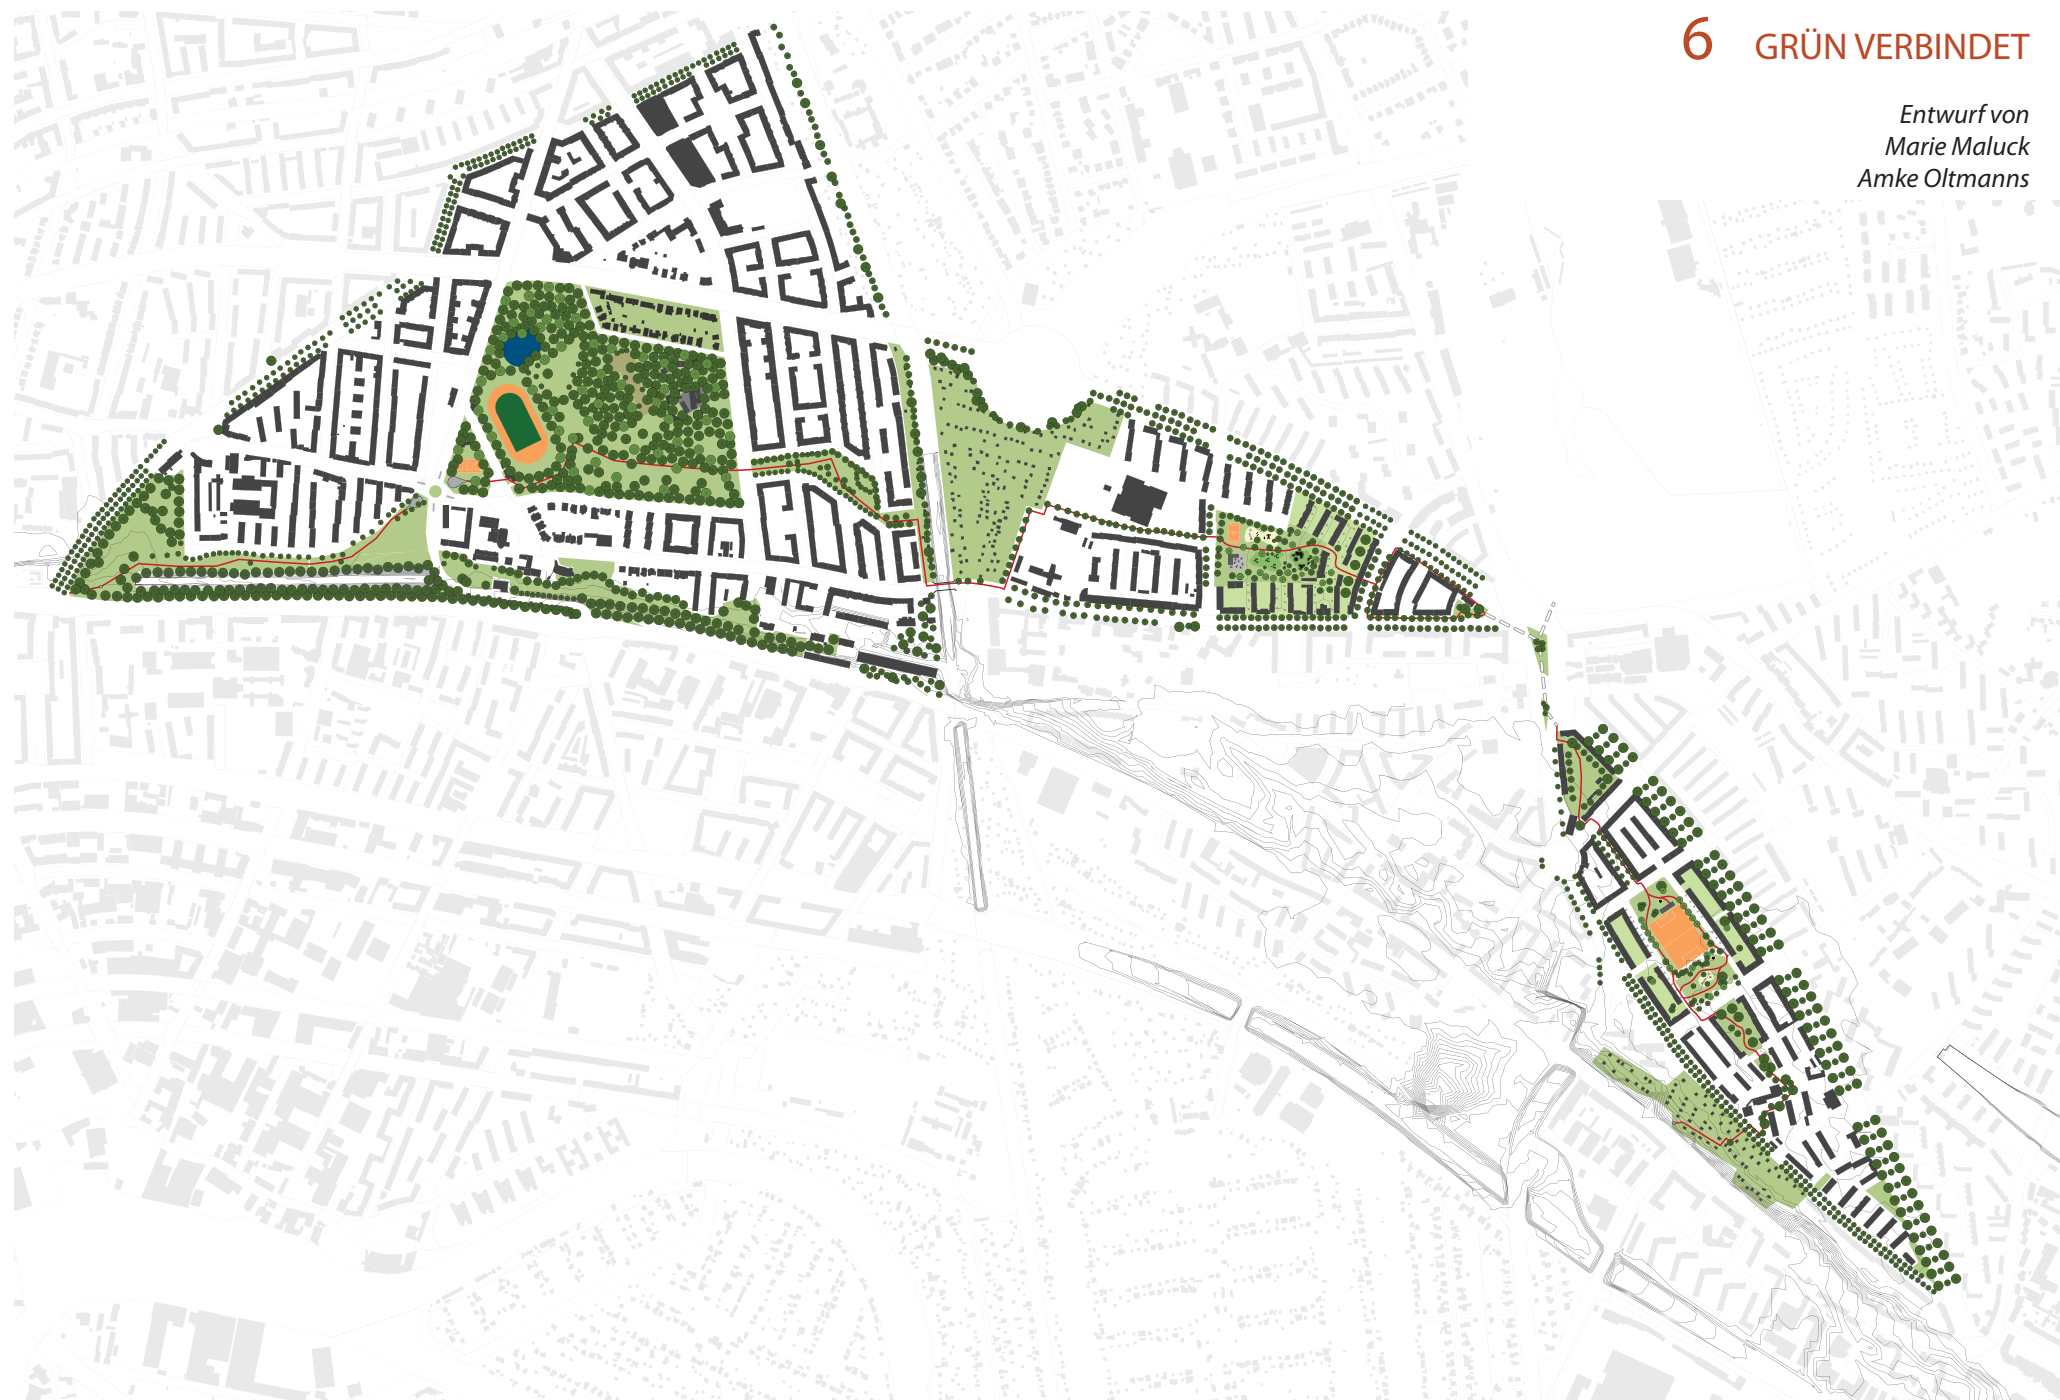 6 GRÜN VERBINDET
Entwurf von
Marie Maluck
Amke Oltmanns